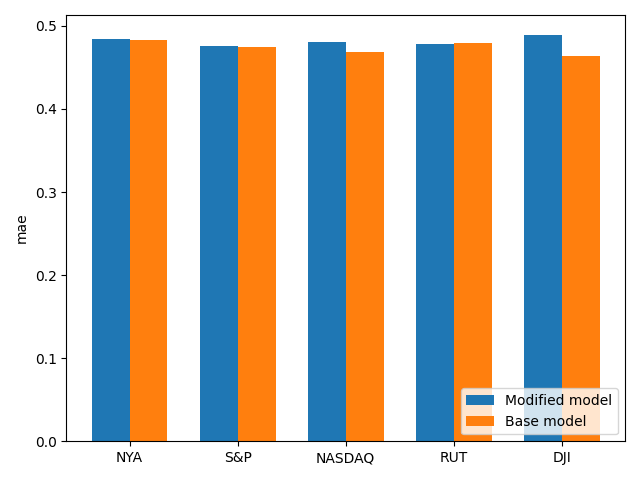 0.5
0.4
0.3
0.2
0.1
0.0
mae
NYA
S&P
NASDAQ
RUT
DJI
Modified model
Base model